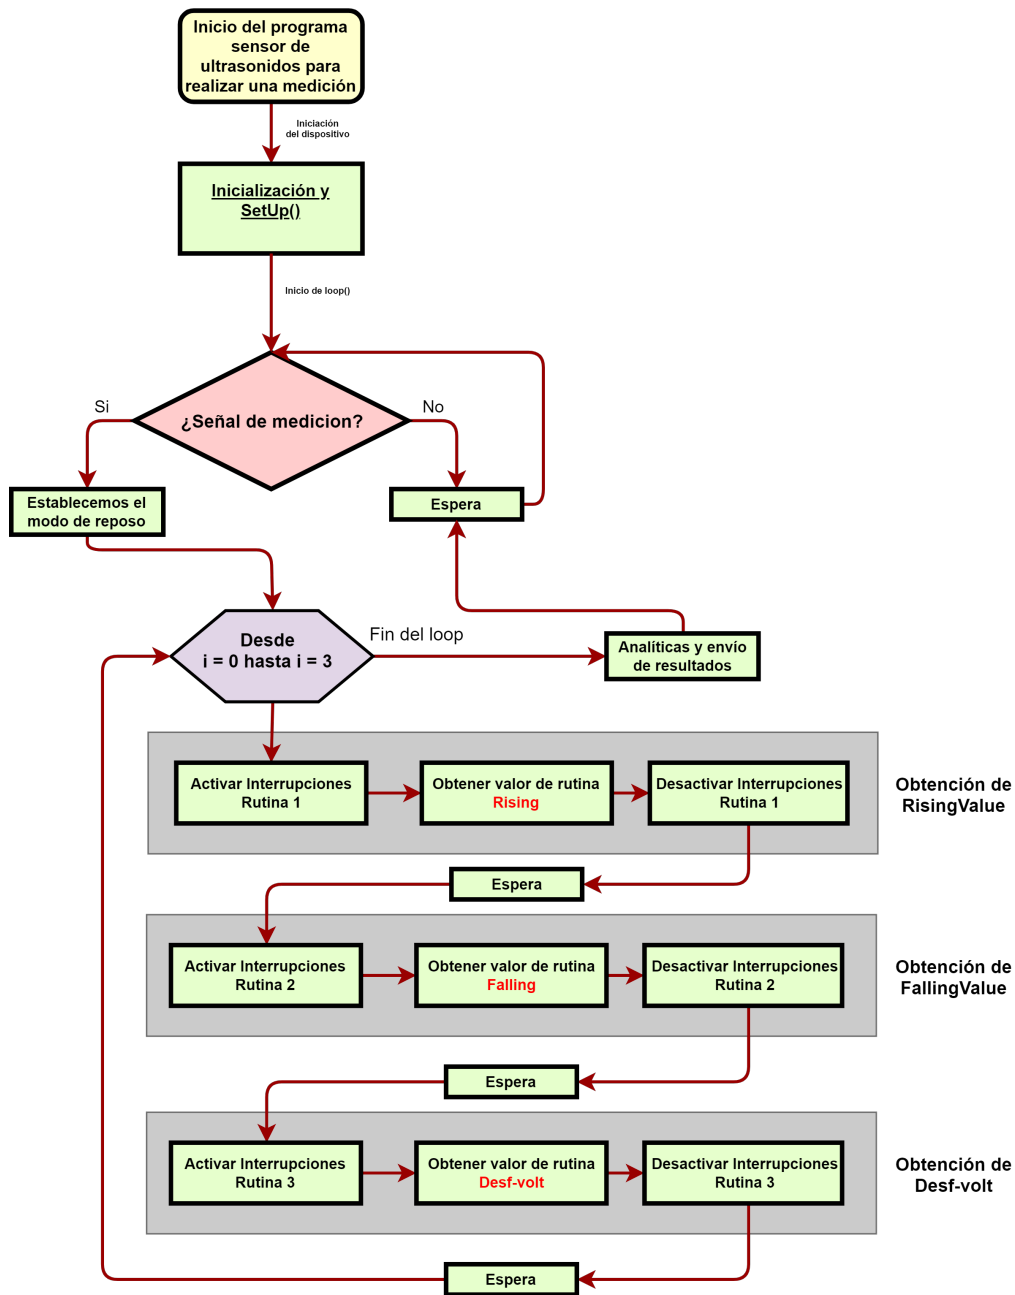 Inicio del programa
sensor de
ultrasonidos para
realizar una medición
Iniciación
del dispositivo
Inicialización y
SetUp()
Inicio de loop()
¿Señal de medicion?
Si
No
Establecemos el
modo de reposo
Espera
Desde
i = 0 hasta i = 3
Fin del loop
Analíticas y envío
de resultados
Activar Interrupciones
Rutina 1
Obtener valor de rutina
Rising
Desactivar Interrupciones
Rutina 1
Obtención de
RisingValue
Espera
Activar Interrupciones
Rutina 2
Obtener valor de rutina
Falling
Desactivar Interrupciones
Rutina 2
Obtención de
FallingValue
Espera
Activar Interrupciones
Rutina 3
Obtener valor de rutina
Desf-volt
Desactivar Interrupciones
Rutina 3
Obtención de
Desf-volt
Espera